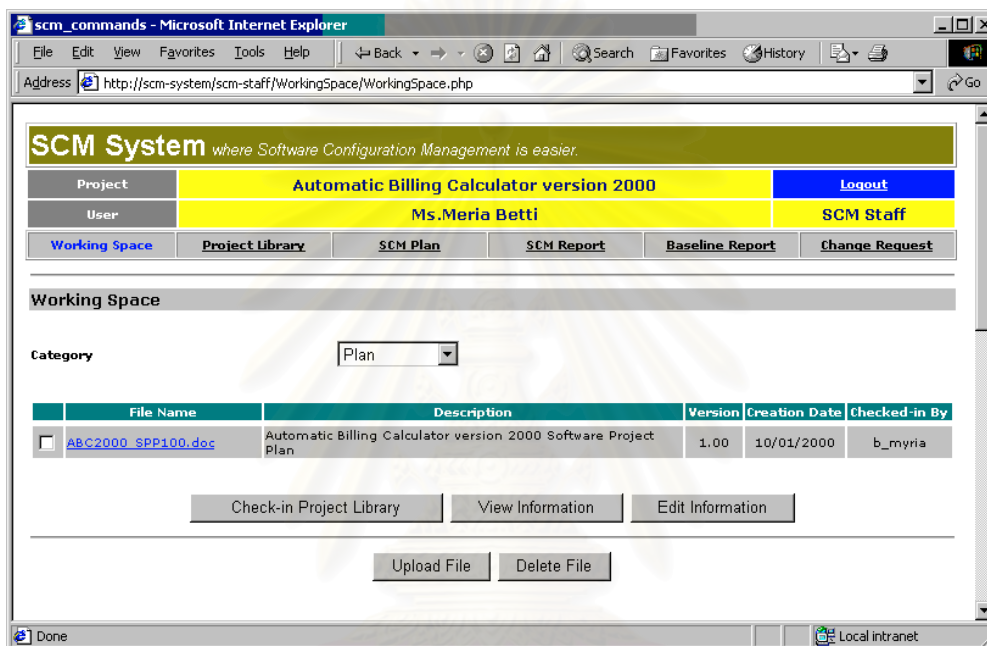 scm_commands - Microsoft Internet Explorer
File Edit View Favorites Tools Help Back Search Favorites History
Address http://scm-system/scm-staff/WorkingSpace/WorkingSpace.php Go
SCM System where Software Configuration Management is easier.
Project Automatic Billing Calculator version 2000 Logout
User Ms.Meria Betti SCM Staff
Working Space Project Library SCM Plan SCM Report Baseline Report Change Request
Working Space
Category Plan
File Name Description Version Creation Date Checked-in By
ABC2000_SPP100.doc Automatic Billing Calculator version 2000 Software Project Plan 1.00 10/01/2000 b_myria
Check-in Project Library View Information Edit Information
Upload File Delete File
Done Local intranet